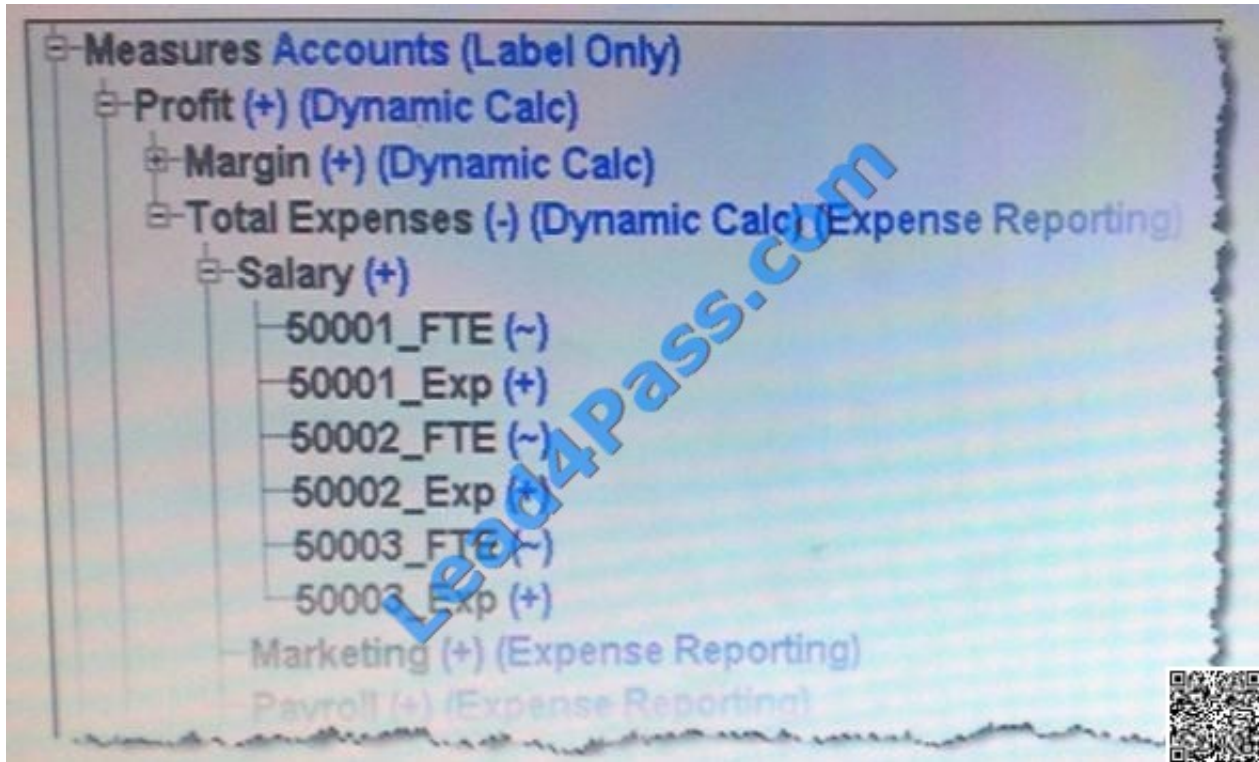 Measures Accounts (Label Only)
Profit (+) (Dynamic Calc)
Margin (+) (Dynamic Calc)
Total Expenses (-) (Dynamic Calc) (Expense Reporting)
Salary (+)
50001_FTE (~)
50001_Exp (+)
50002_FTE (~)
50002_Exp (+)
50003_FTE (~)
50003_Exp (+)
Marketing (+) (Expense Reporting)
Payroll (+) (Expense Reporting)
Lead4Pass.com